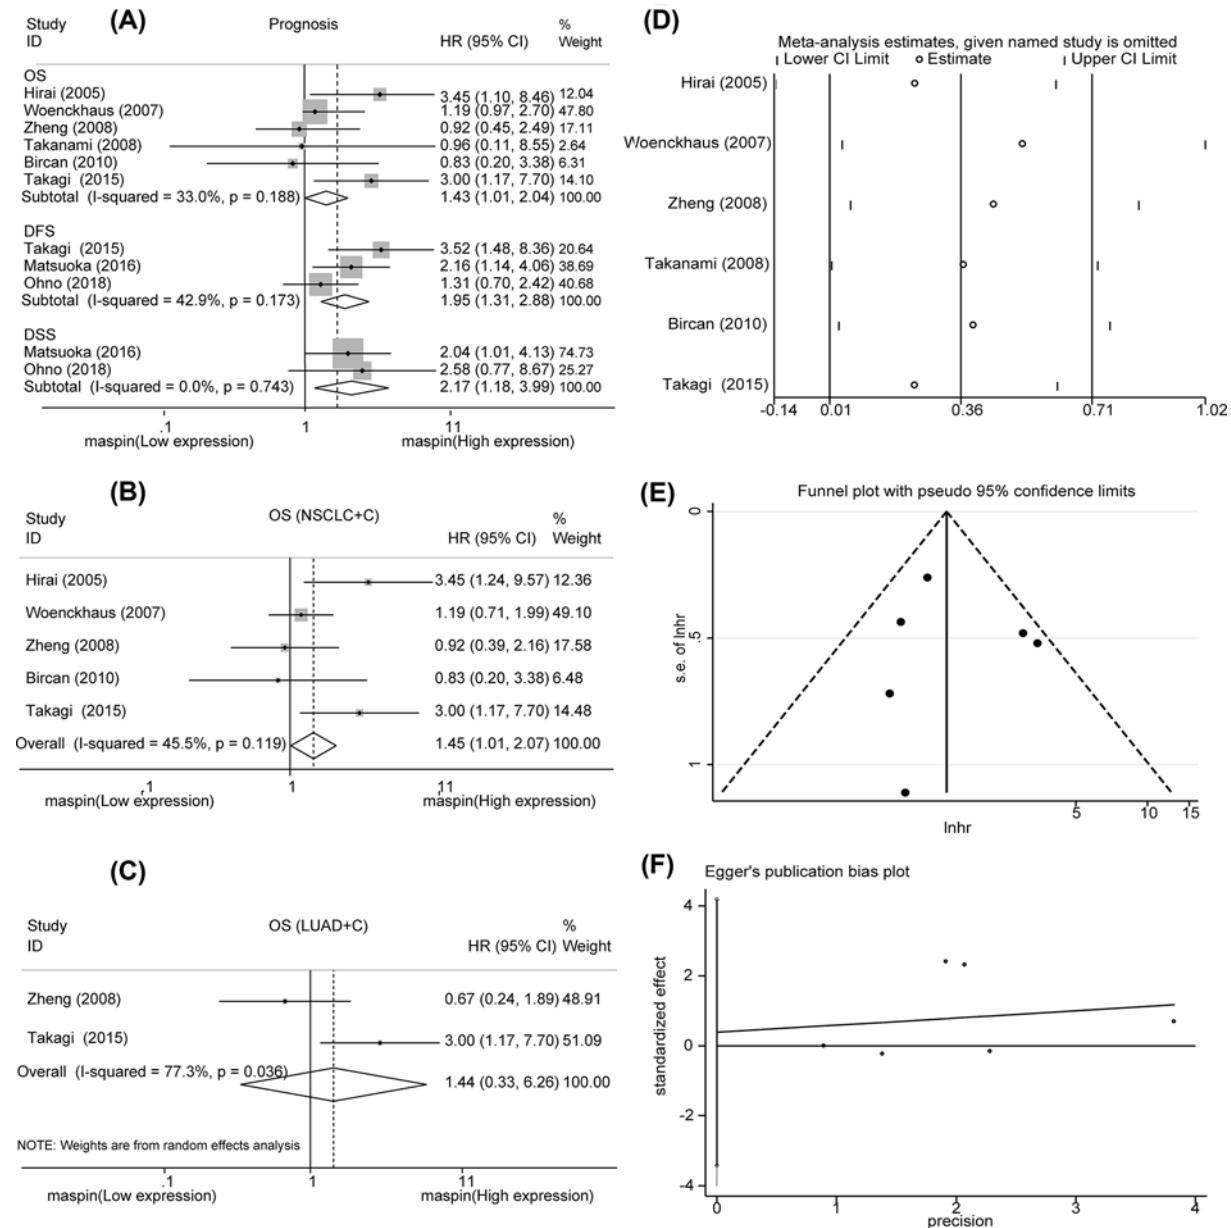 (A)
Study Prognosis %
ID HR (95% CI) Weight
OS
Hirai (2005) 3.45 (1.10, 8.46) 12.04
Woenckhaus (2007) 1.19 (0.97, 2.70) 47.80
Zheng (2008) 0.92 (0.45, 2.49) 17.11
Takanami (2008) 0.96 (0.11, 8.55) 2.64
Bircan (2010) 0.83 (0.20, 3.38) 6.31
Takagi (2015) 3.00 (1.17, 7.70) 14.10
Subtotal (I-squared = 33.0%, p = 0.188) 1.43 (1.01, 2.04) 100.00
DFS
Takagi (2015) 3.52 (1.48, 8.36) 20.64
Matsuoka (2016) 2.16 (1.14, 4.06) 38.69
Ohno (2018) 1.31 (0.70, 2.42) 40.68
Subtotal (I-squared = 42.9%, p = 0.173) 1.95 (1.31, 2.88) 100.00
DSS
Matsuoka (2016) 2.04 (1.01, 4.13) 74.73
Ohno (2018) 2.58 (0.77, 8.67) 25.27
Subtotal (I-squared = 0.0%, p = 0.743) 2.17 (1.18, 3.99) 100.00
.1 1 11
maspin(Low expression) maspin(High expression)
(B)
Study OS (NSCLC+C) %
ID HR (95% CI) Weight
Hirai (2005) 3.45 (1.24, 9.57) 12.36
Woenckhaus (2007) 1.19 (0.71, 1.99) 49.10
Zheng (2008) 0.92 (0.39, 2.16) 17.58
Bircan (2010) 0.83 (0.20, 3.38) 6.48
Takagi (2015) 3.00 (1.17, 7.70) 14.48
Overall (I-squared = 45.5%, p = 0.119) 1.45 (1.01, 2.07) 100.00
.1 1 11
maspin(Low expression) maspin(High expression)
(C)
Study OS (LUAD+C) %
ID HR (95% CI) Weight
Zheng (2008) 0.67 (0.24, 1.89) 48.91
Takagi (2015) 3.00 (1.17, 7.70) 51.09
Overall (I-squared = 77.3%, p = 0.036) 1.44 (0.33, 6.26) 100.00
NOTE: Weights are from random effects analysis
.1 1 11
maspin(Low expression) maspin(High expression)
(D)
Meta-analysis estimates, given named study is omitted
Lower CI Limit Estimate Upper CI Limit
Hirai (2005)
Woenckhaus (2007)
Zheng (2008)
Takanami (2008)
Bircan (2010)
Takagi (2015)
-0.14 0.01 0.36 0.71 1.02
(E)
Funnel plot with pseudo 95% confidence limits
s.e. of lnhr
0
.5
1
5 10 15
lnhr
(F)
Egger's publication bias plot
standardized effect
4
2
0
-2
-4
0 1 2 3 4
precision